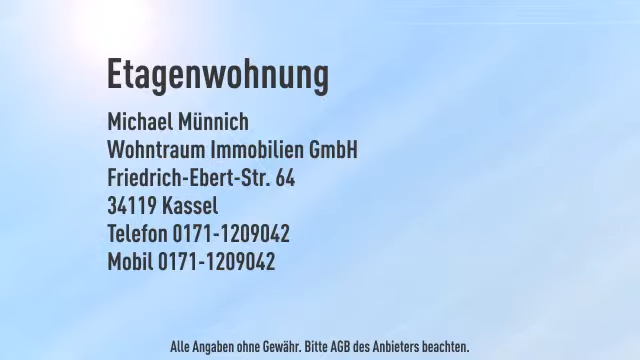 Etagenwohnung
Michael Münnich
Wohntraum Immobilien GmbH
Friedrich-Ebert-Str. 64
34119 Kassel
Telefon 0171-1209042
Mobil 0171-1209042
Alle Angaben ohne Gewähr. Bitte AGB des Anbieters beachten.